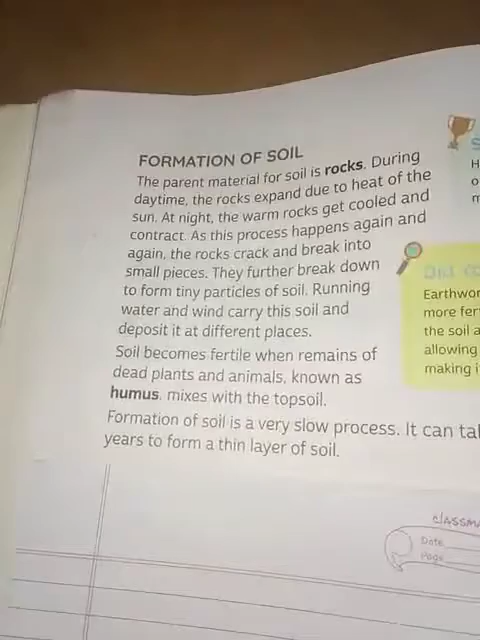 FORMATION OF SOIL
The parent material for soil is rocks. During
daytime, the rocks expand due to heat of the
sun. At night, the warm rocks get cooled and
contract. As this process happens again and
again, the rocks crack and break into
small pieces. They further break down
to form tiny particles of soil. Running
water and wind carry this soil and
deposit it at different places.
Soil becomes fertile when remains of
dead plants and animals, known as
humus, mixes with the topsoil.
Formation of soil is a very slow process. It can
years to form a thin layer of soil.
more
the soil
allowing
making
Date
Page